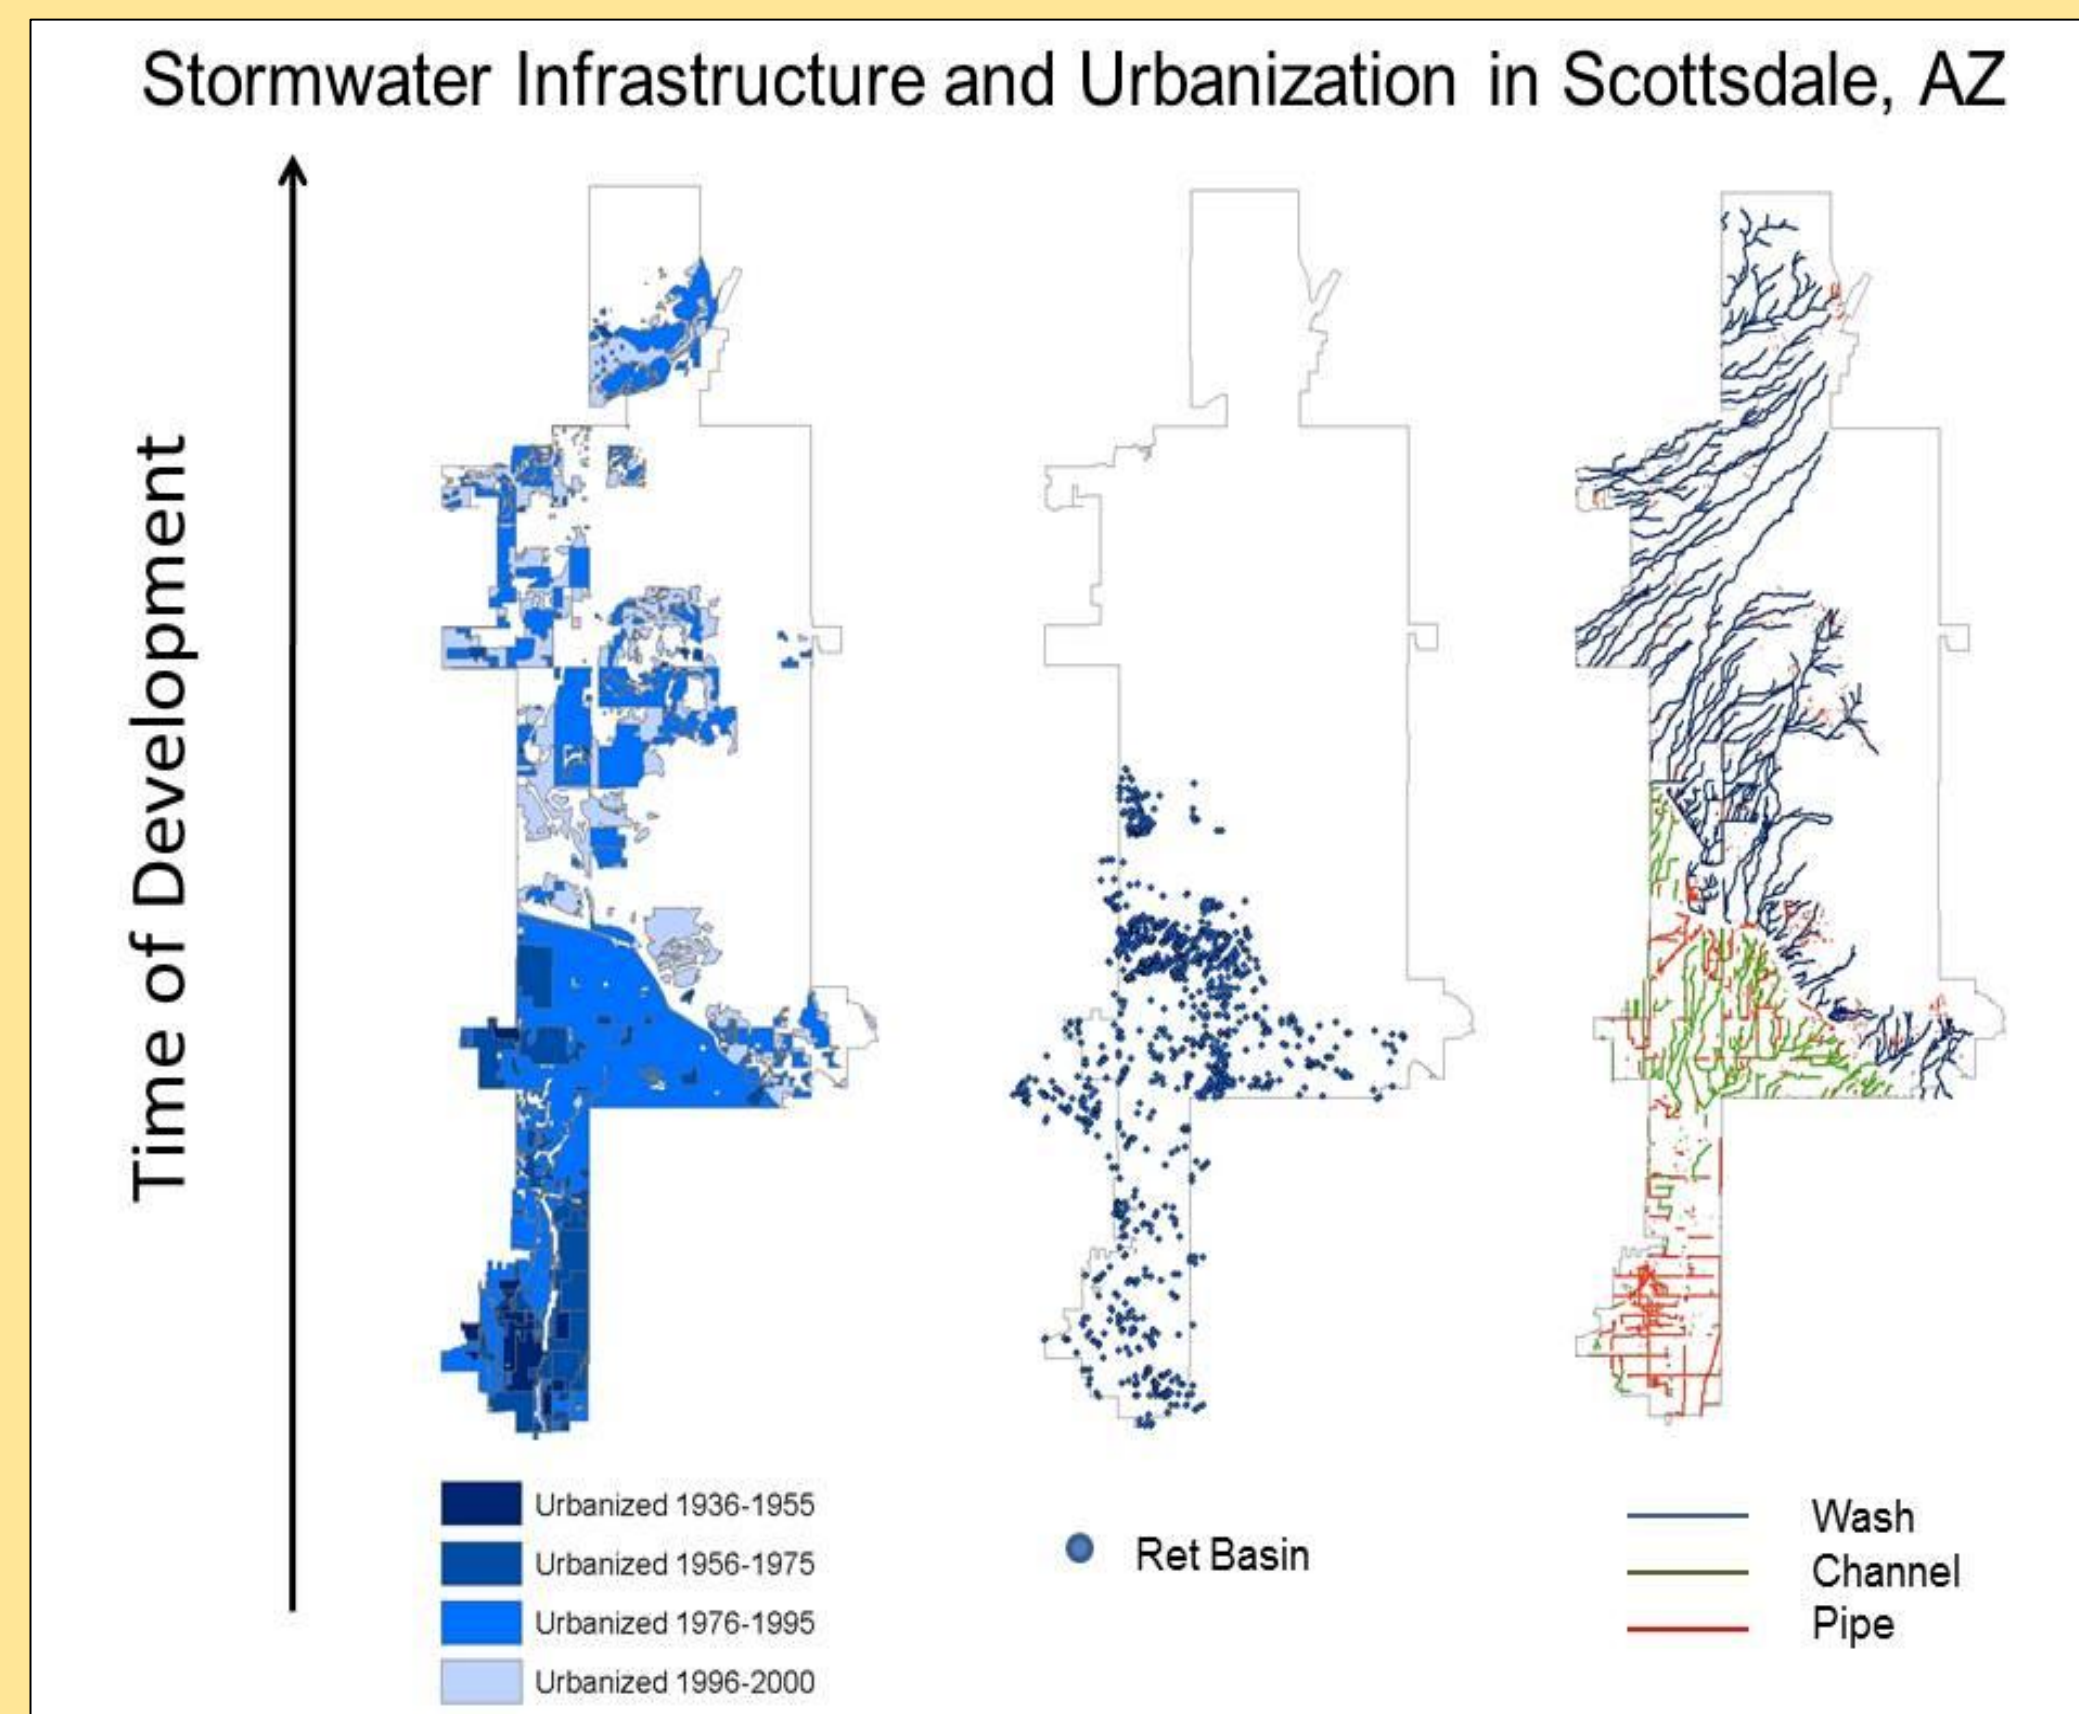 Stormwater Infrastructure and Urbanization in Scottsdale, AZ
Time of Development
Urbanized 1936-1955
Urbanized 1956-1975
Urbanized 1976-1995
Urbanized 1996-2000
Ret Basin
Wash
Channel
Pipe